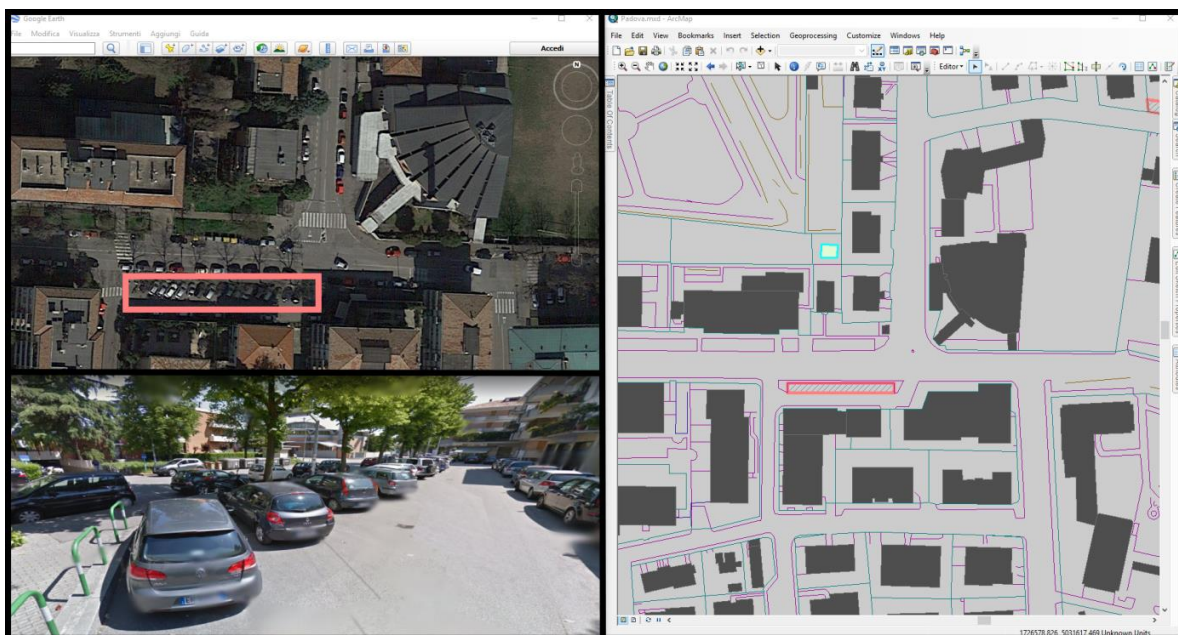 Google Earth
File Modifica Visualizza Strumenti Aggiungi Guida
Accedi
N
Padova.mxd - ArcMap
File Edit View Bookmarks Insert Selection Geoprocessing Customize Windows Help
Editor
Table Of Contents
1726578,826 5031617,469 Unknown Units